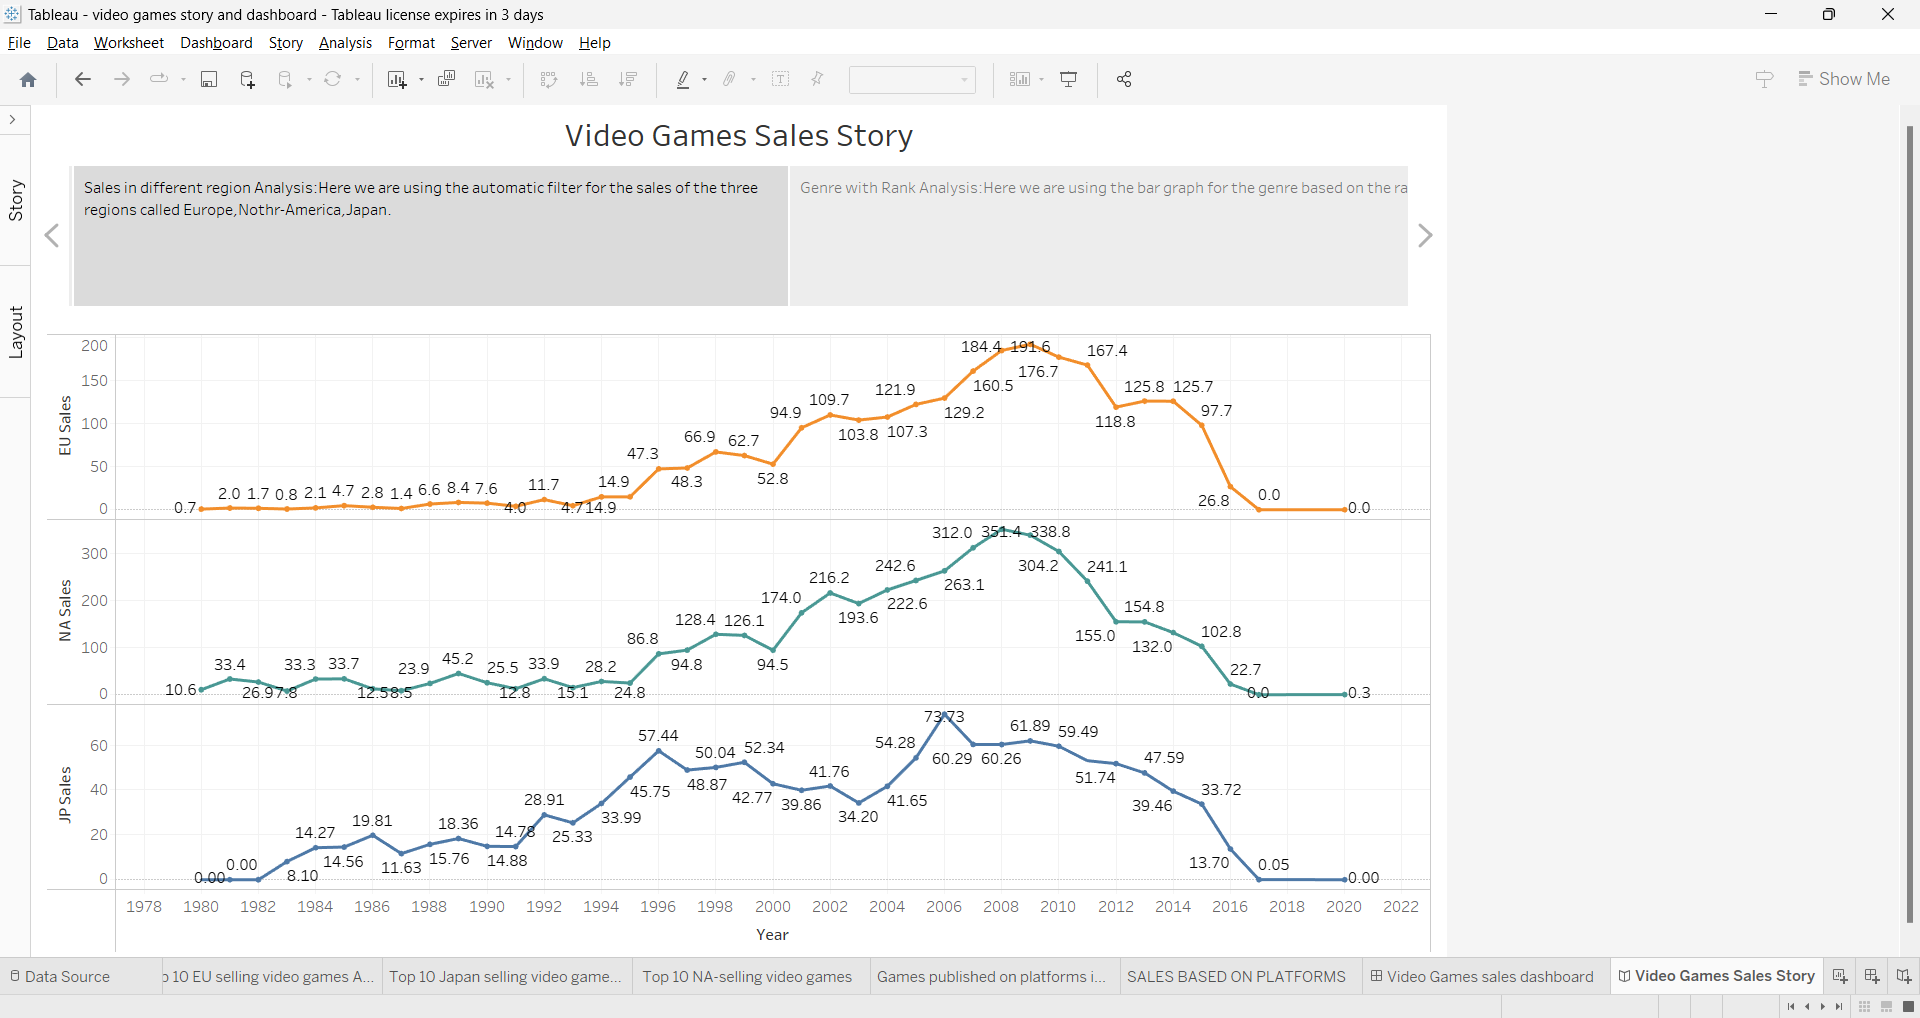 Tableau - video games story and dashboard - Tableau license expires in 3 days
File Data Worksheet Dashboard Story Analysis Format Server Window Help
Show Me
Story
Layout
Video Games Sales Story
Sales in different region Analysis:Here we are using the automatic filter for the sales of the three
regions called Europe,Nothr-America,Japan.
Genre with Rank Analysis:Here we are using the bar graph for the genre based on the ra
EU Sales
200
150
100
50
0
0.7 2.0 1.7 0.8 2.1 4.7 2.8 1.4 6.6 8.4 7.6 4.0 11.7 4.7 14.9 14.9 47.3 48.3 66.9 62.7 52.8 94.9 109.7 103.8 107.3 121.9 129.2 160.5 184.4 191.6 176.7 167.4 118.8 125.8 125.7 97.7 26.8 0.0 0.0
NA Sales
300
200
100
0
10.6 33.4 26.9 7.8 33.3 33.7 12.5 8.5 23.9 45.2 25.5 12.8 33.9 15.1 28.2 24.8 86.8 94.8 128.4 126.1 94.5 174.0 216.2 193.6 222.6 242.6 263.1 312.0 351.4 338.8 304.2 241.1 155.0 154.8 132.0 102.8 22.7 0.0 0.3
JP Sales
60
40
20
0
0.00 0.00 8.10 14.27 14.56 19.81 11.63 15.76 18.36 14.88 14.78 28.91 25.33 33.99 45.75 57.44 48.87 50.04 52.34 42.77 39.86 41.76 34.20 41.65 54.28 73.73 60.29 60.26 61.89 59.49 51.74 47.59 39.46 33.72 13.70 0.05 0.00
1978 1980 1982 1984 1986 1988 1990 1992 1994 1996 1998 2000 2002 2004 2006 2008 2010 2012 2014 2016 2018 2020 2022
Year
Data Source
10 EU selling video games A...
Top 10 Japan selling video game...
Top 10 NA-selling video games
Games published on platforms i...
SALES BASED ON PLATFORMS
Video Games sales dashboard
Video Games Sales Story